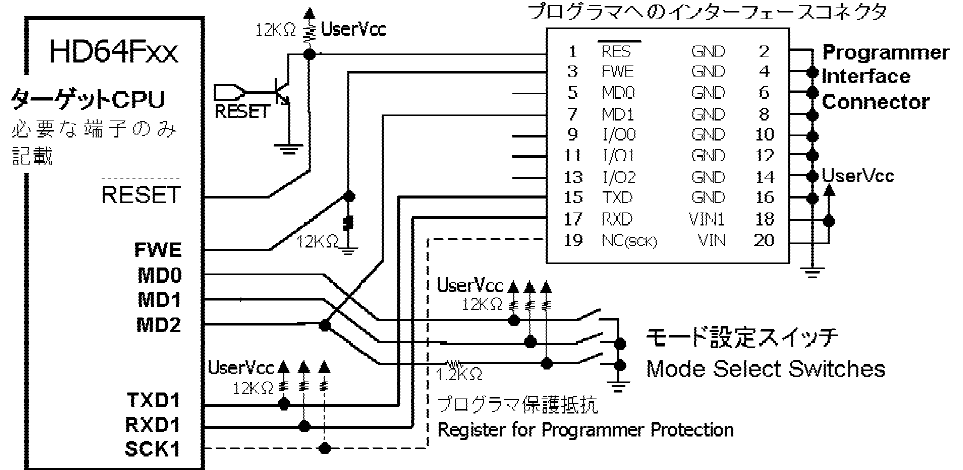 プログラマへのインターフェースコネクタ
HD64Fxx
ターゲットCPU
必要な端子のみ
記載
12KΩ
UserVcc
RESET
1 RES GND 2
3 FWE GND 4
5 MD0 GND 6
7 MD1 GND 8
9 I/O0 GND 10
11 I/O1 GND 12
13 I/O2 GND 14
15 TXD GND 16
17 RXD VIN1 18
19 NC(SCK) VIN 20
Programmer
Interface
Connector
UserVcc
RESET
12KΩ
FWE
MD0
MD1
MD2
UserVcc
12KΩ
1.2KΩ
モード設定スイッチ
Mode Select Switches
UserVcc
12KΩ
TXD1
RXD1
SCK1
プログラマ保護抵抗
Register for Programmer Protection